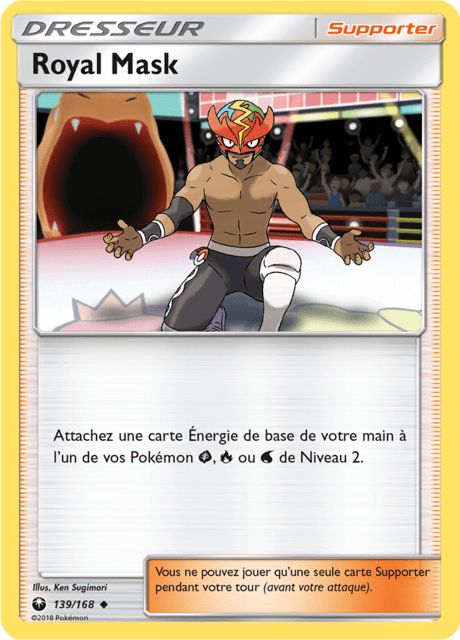 DRESSEUR
Supporter
Royal Mask
Attachez une carte Énergie de base de votre main à
l'un de vos Pokémon , ou de Niveau 2.
Vous ne pouvez jouer qu'une seule carte Supporter
pendant votre tour (avant votre attaque).
Illus. Ken Sugimori
139/168
©2018 Pokémon